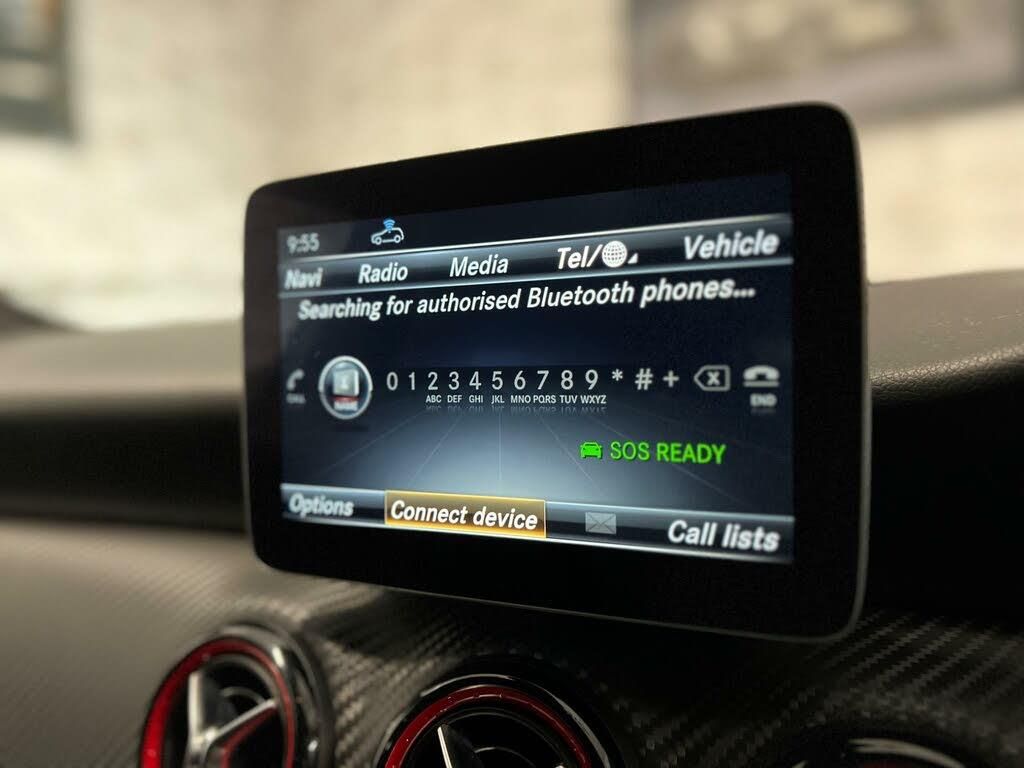 9:55
Navi Radio Media Tel/ Vehicle
Searching for authorised Bluetooth phones...
0 1 2 3 4 5 6 7 8 9 * # +
ABC DEF GHI JKL MNO PQRS TUV WXYZ
NAME END
SOS READY
Options Connect device Call lists